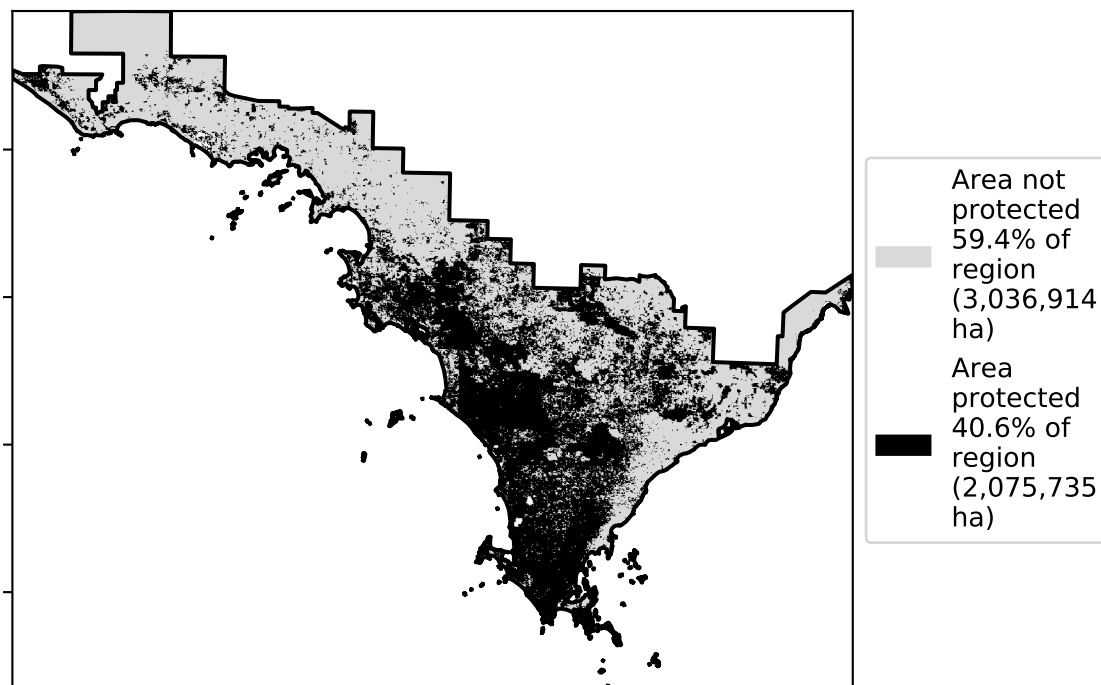 Area not
protected
59.4% of
region
(3,036,914
ha)
Area
protected
40.6% of
region
(2,075,735
ha)